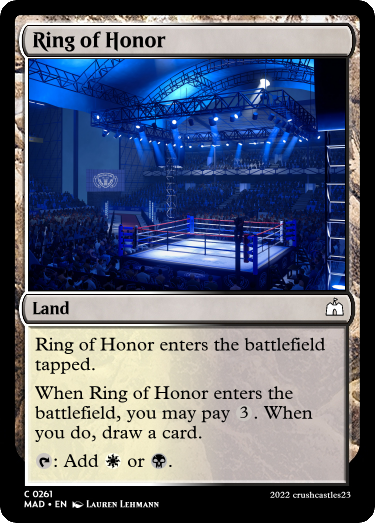 Ring of Honor
Land
Ring of Honor enters the battlefield
tapped.
When Ring of Honor enters the
battlefield, you may pay 3. When
you do, draw a card.
: Add or .
C 0261
MAD • EN Lauren Lehmann
2022 crushcastles23